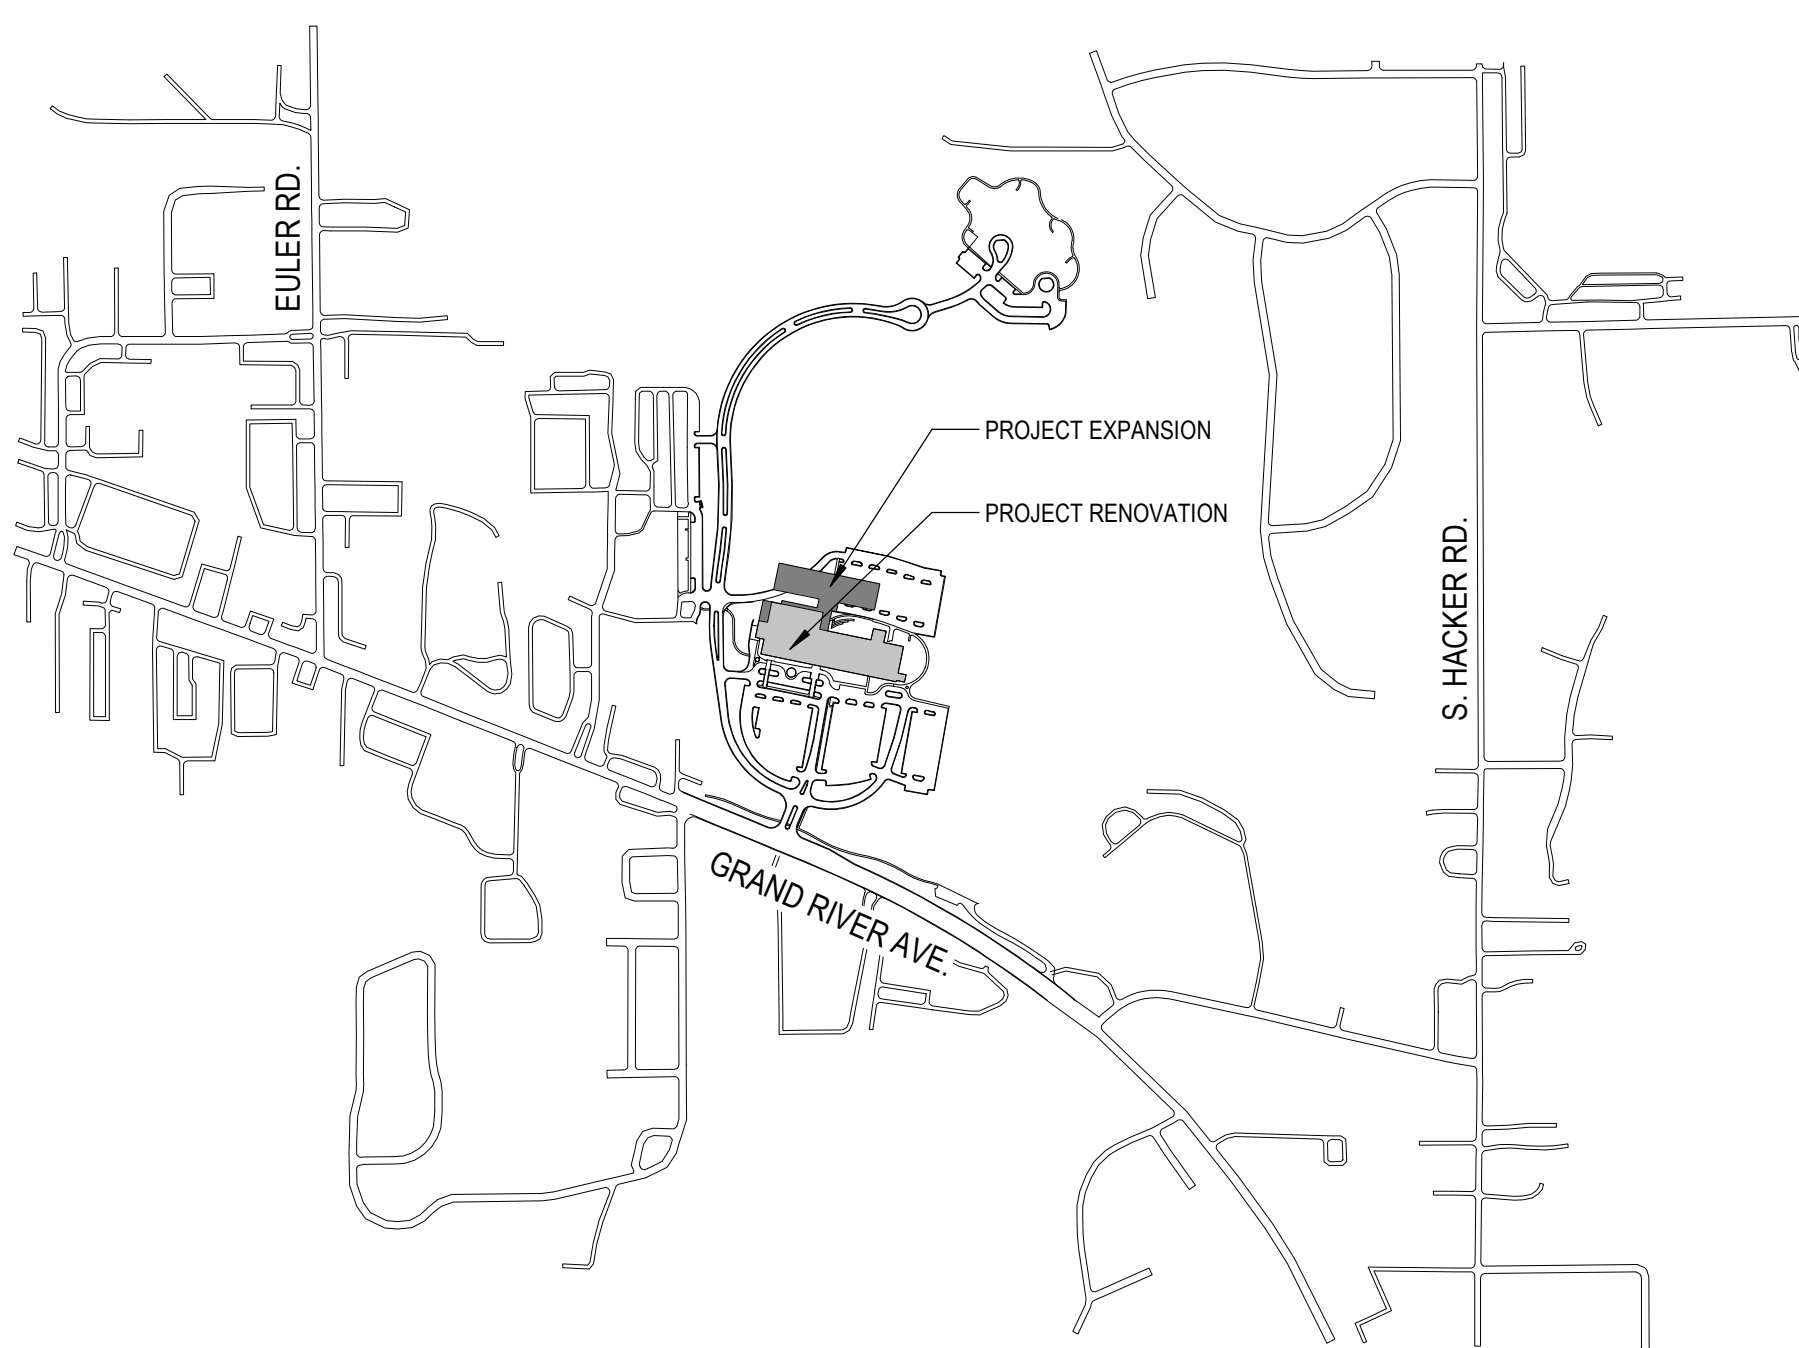 EULER RD.
PROJECT EXPANSION
PROJECT RENOVATION
S. HACKER RD.
GRAND RIVER AVE.